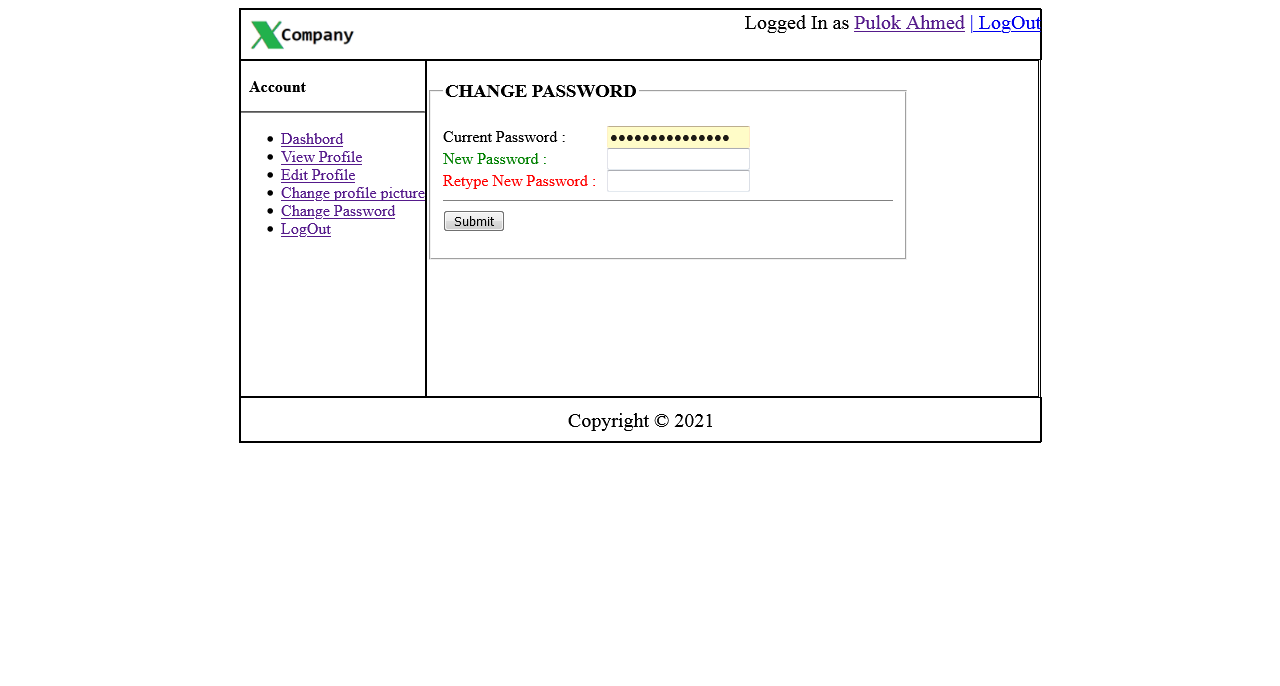 XCompany
Logged In as Pulok Ahmed | LogOut
Account
Dashbord
View Profile
Edit Profile
Change profile picture
Change Password
LogOut
CHANGE PASSWORD
Current Password : ●●●●●●●●●●●●●●●
New Password :
Retype New Password :
Submit
Copyright © 2021